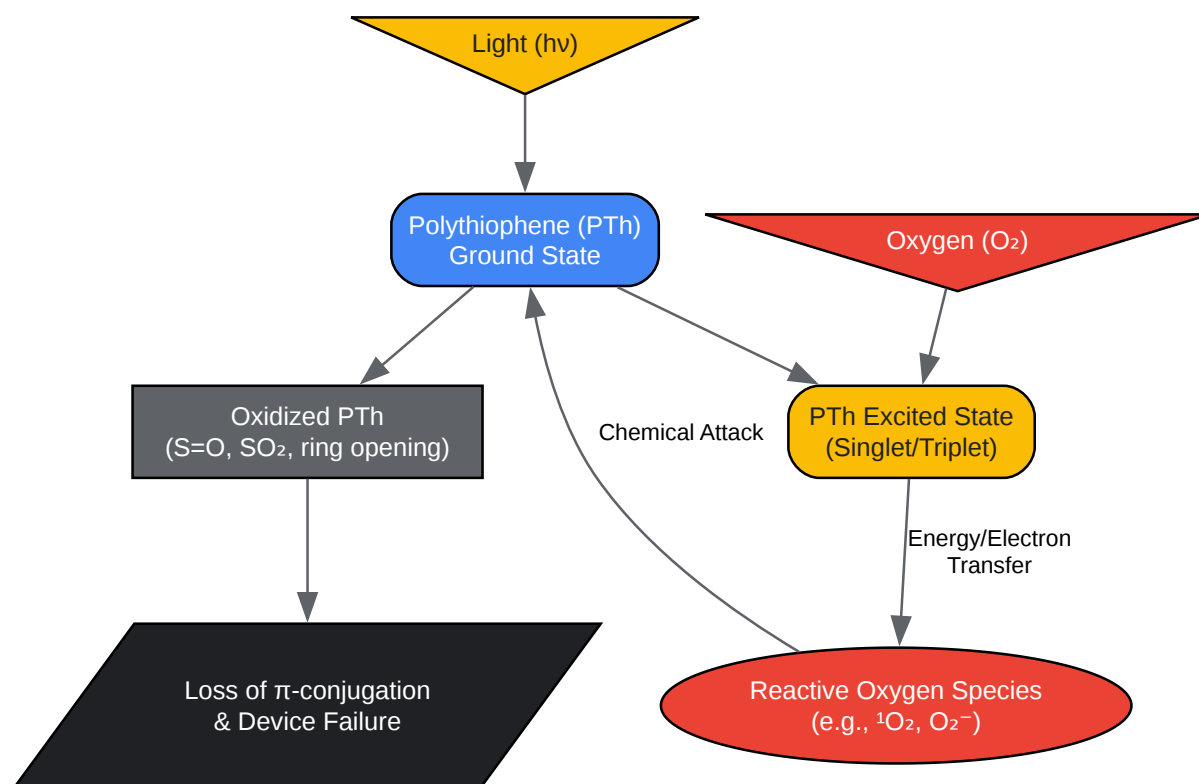 Light (hν)
Polythiophene (PTh)
Ground State
Oxygen (O₂)
Oxidized PTh
(S=O, SO₂, ring opening)
Chemical Attack
PTh Excited State
(Singlet/Triplet)
Energy/Electron
Transfer
Loss of π-conjugation
& Device Failure
Reactive Oxygen Species
(e.g., ¹O₂, O₂⁻)